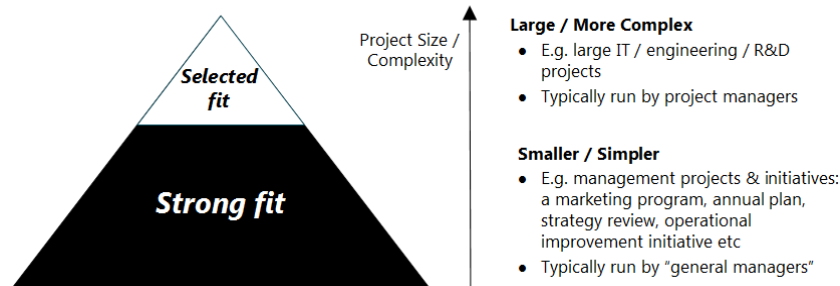 Selected
fit
Strong fit
Project Size /
Complexity
Large / More Complex
● E.g. large IT / engineering / R&D
projects
● Typically run by project managers
Smaller / Simpler
● E.g. management projects & initiatives:
a marketing program, annual plan,
strategy review, operational
improvement initiative etc
● Typically run by “general managers”